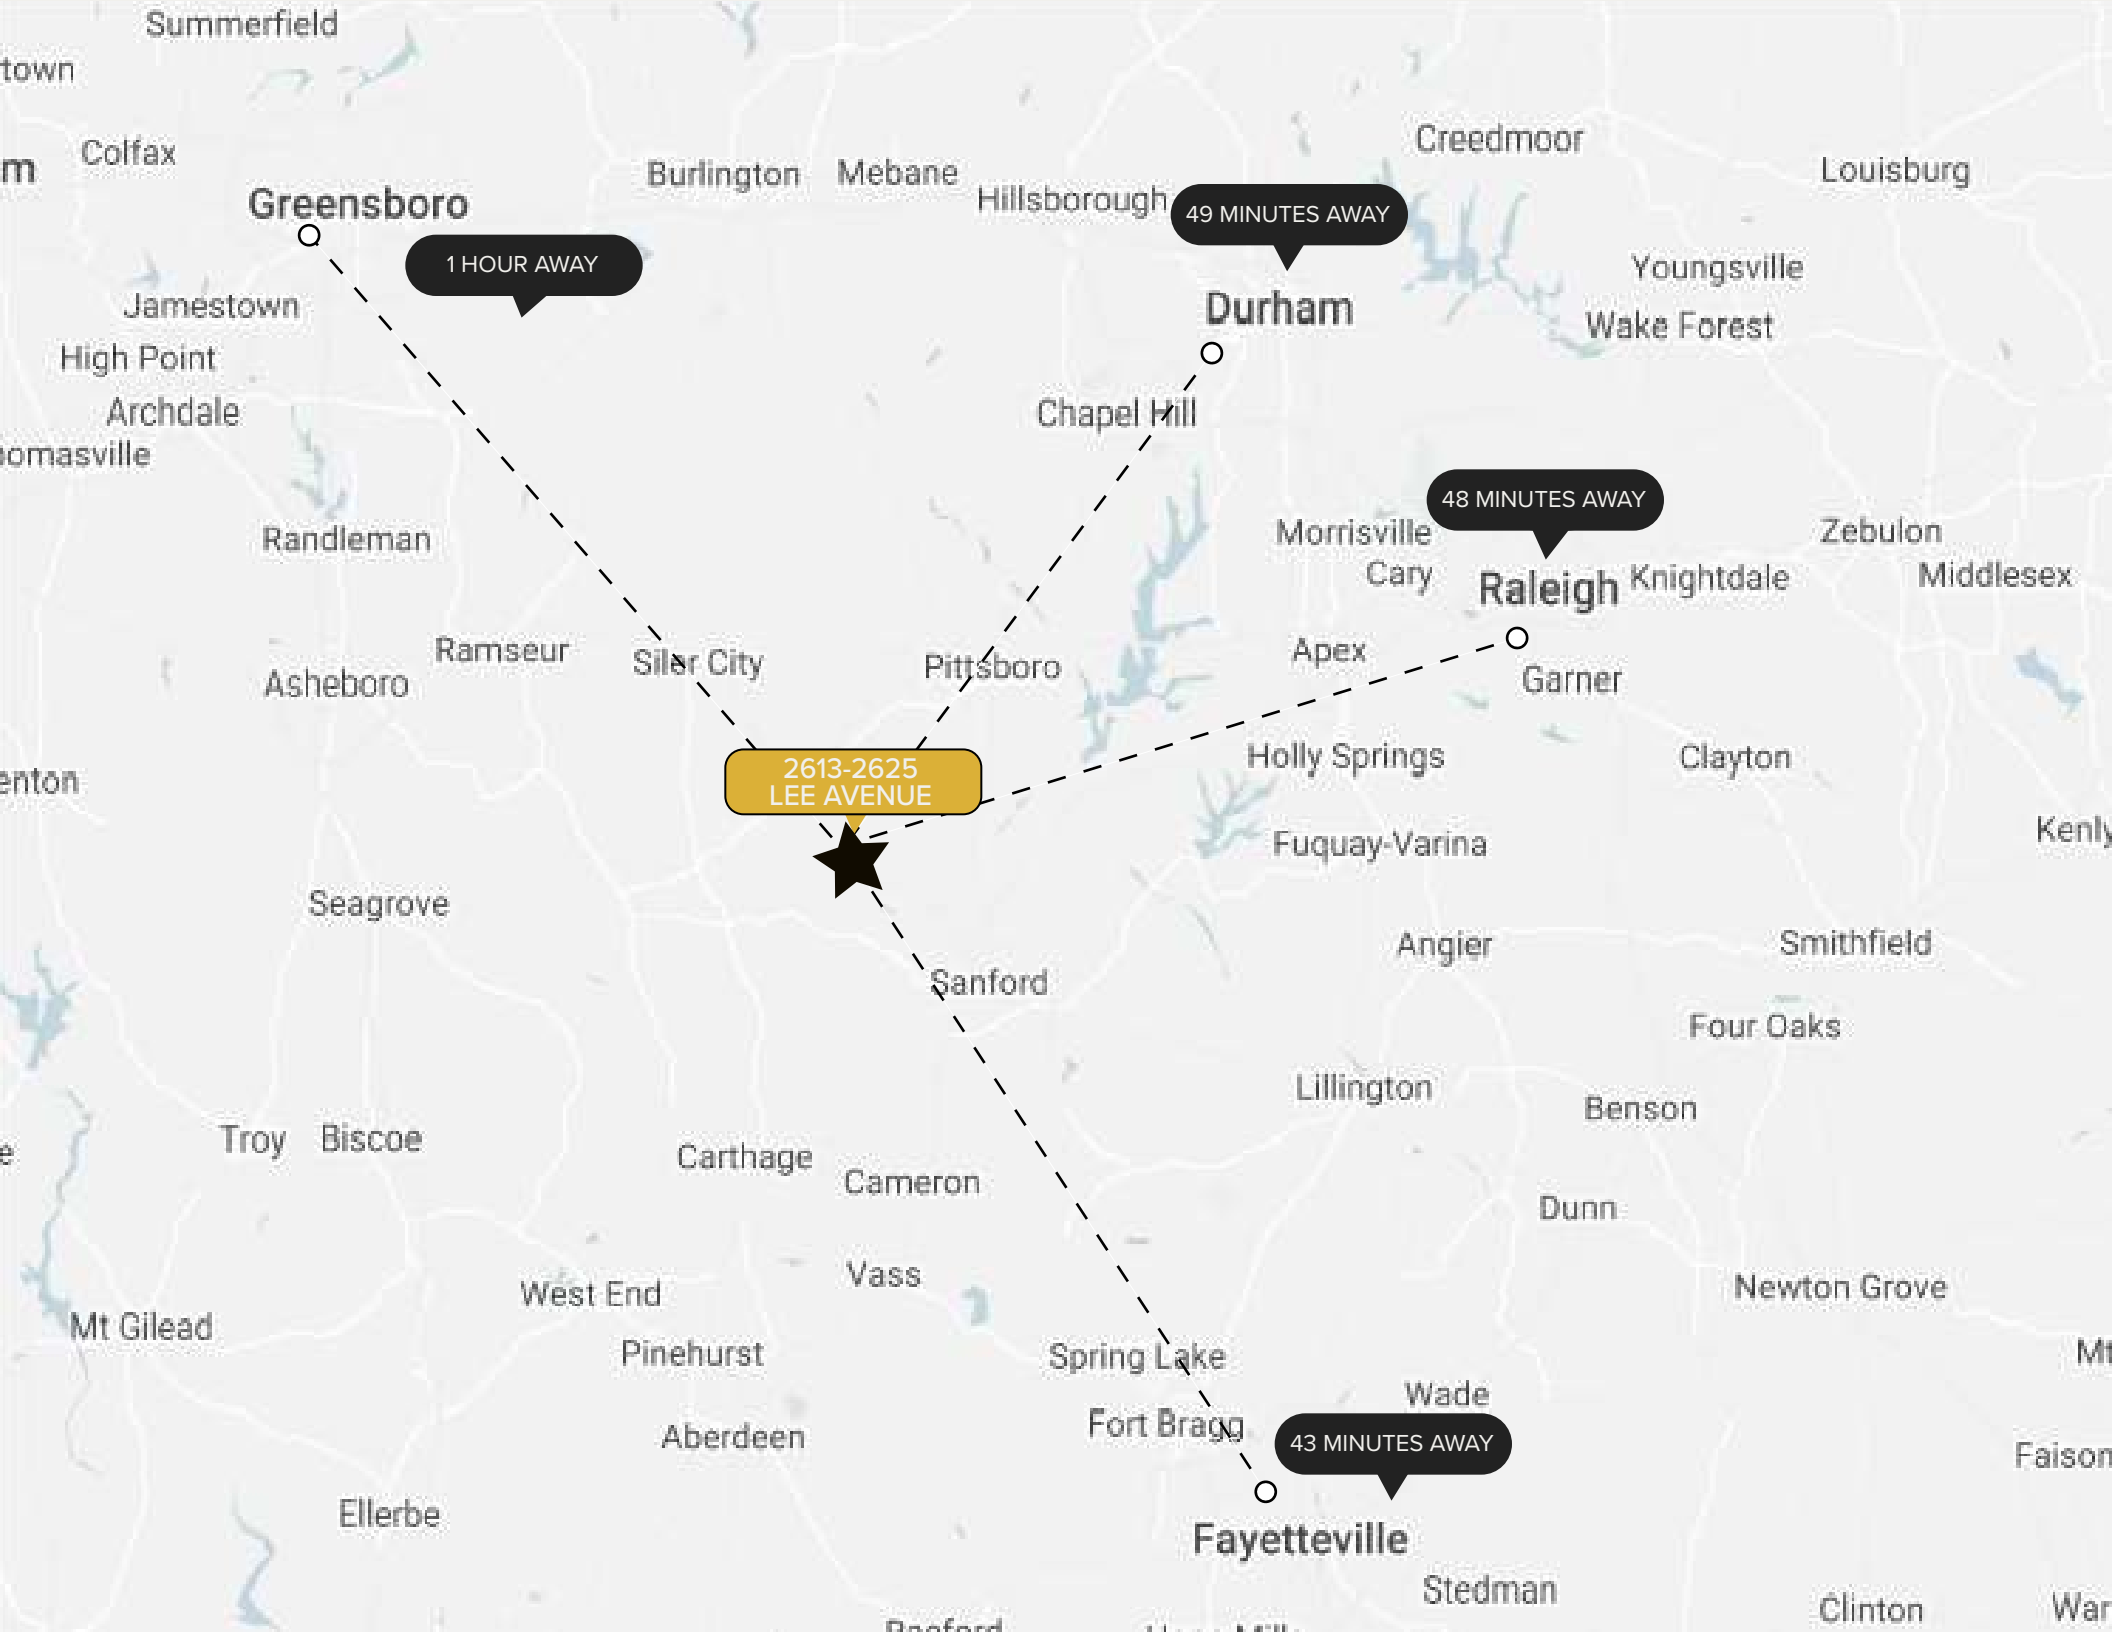 Summerfield
town
Colfax
m
Greensboro
Burlington
Mebane
Hillsborough
49 MINUTES AWAY
Creedmoor
Louisburg
1 HOUR AWAY
Youngsville
Jamestown
Durham
Wake Forest
High Point
Archdale
Chapel Hill
omasville
48 MINUTES AWAY
Randleman
Morrisville
Zebulon
Cary
Raleigh
Knightdale
Middlesex
Ramseur
Siler City
Pittsboro
Apex
Asheboro
Garner
enton
2613-2625
LEE AVENUE
Holly Springs
Clayton
Fuquay-Varina
Kenly
Seagrove
Angier
Smithfield
Sanford
Four Oaks
Lillington
Benson
Troy
Biscoe
e
Carthage
Cameron
Dunn
Vass
West End
Newton Grove
Mt Gilead
Pinehurst
Spring Lake
Mt
Wade
Fort Bragg
Aberdeen
43 MINUTES AWAY
Faison
Ellerbe
Fayetteville
Stedman
Clinton
War